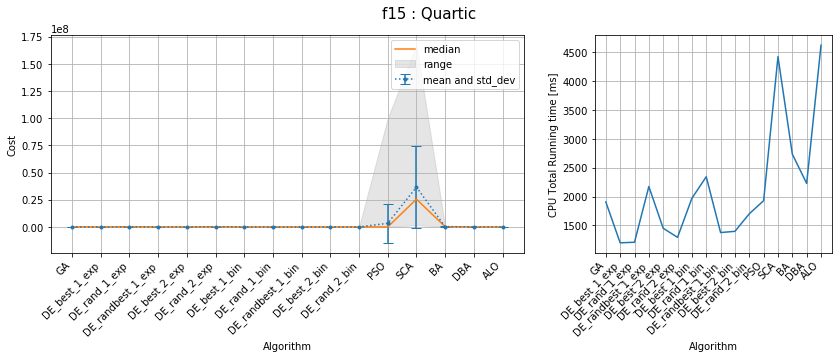 f15 : Quartic
1e8
1.75
1.50
1.25
1.00
0.75
0.50
0.25
0.00
Cost
median
range
mean and std_dev
GA
DE_best_1_exp
DE_rand_1_exp
DE_randbest_1_exp
DE_best_2_exp
DE_rand_2_exp
DE_best_1_bin
DE_rand_1_bin
DE_randbest_1_bin
DE_best_2_bin
DE_rand_2_bin
PSO
SCA
BA
DBA
ALO
Algorithm
CPU Total Running time [ms]
4500
4000
3500
3000
2500
2000
1500
GA
DE_best_1_exp
DE_rand_1_exp
DE_randbest_1_exp
DE_best_2_exp
DE_rand_2_exp
DE_best_1_bin
DE_rand_1_bin
DE_randbest_1_bin
DE_best_2_bin
DE_rand_2_bin
PSO
SCA
BA
DBA
ALO
Algorithm